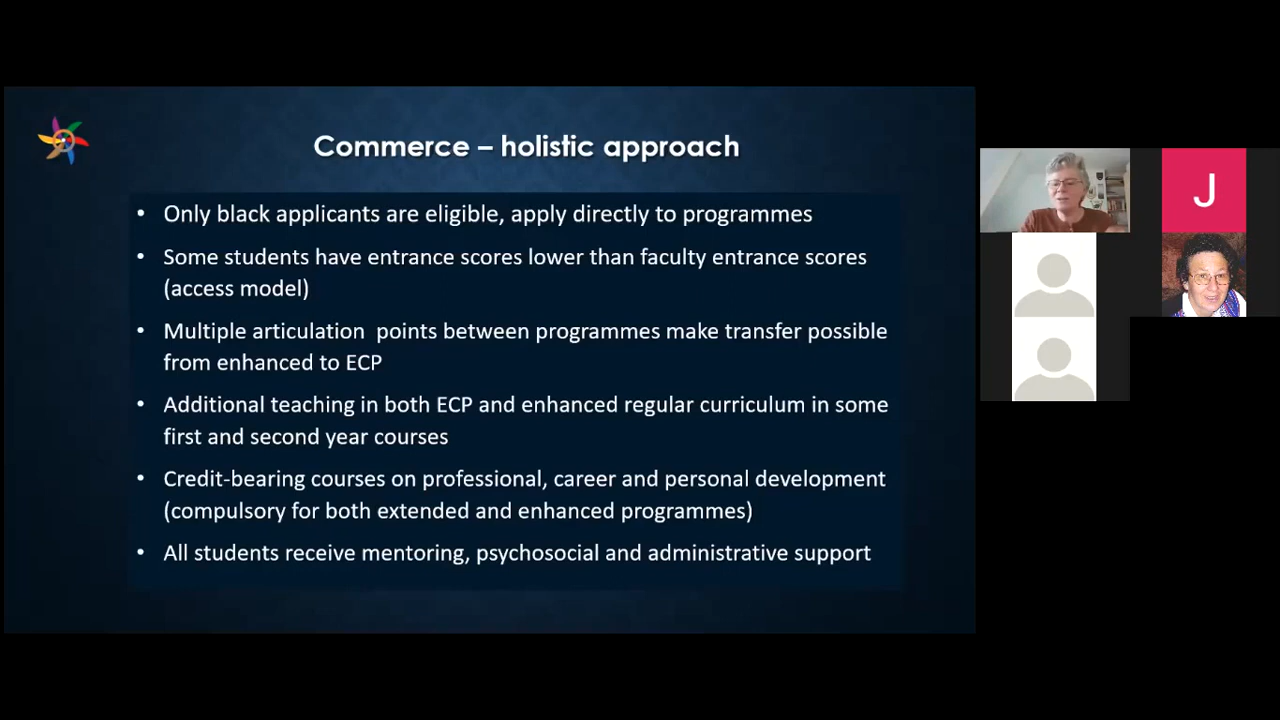 Commerce – holistic approach
• Only black applicants are eligible, apply directly to programmes
• Some students have entrance scores lower than faculty entrance scores
(access model)
• Multiple articulation points between programmes make transfer possible
from enhanced to ECP
• Additional teaching in both ECP and enhanced regular curriculum in some
first and second year courses
• Credit-bearing courses on professional, career and personal development
(compulsory for both extended and enhanced programmes)
• All students receive mentoring, psychosocial and administrative support
J